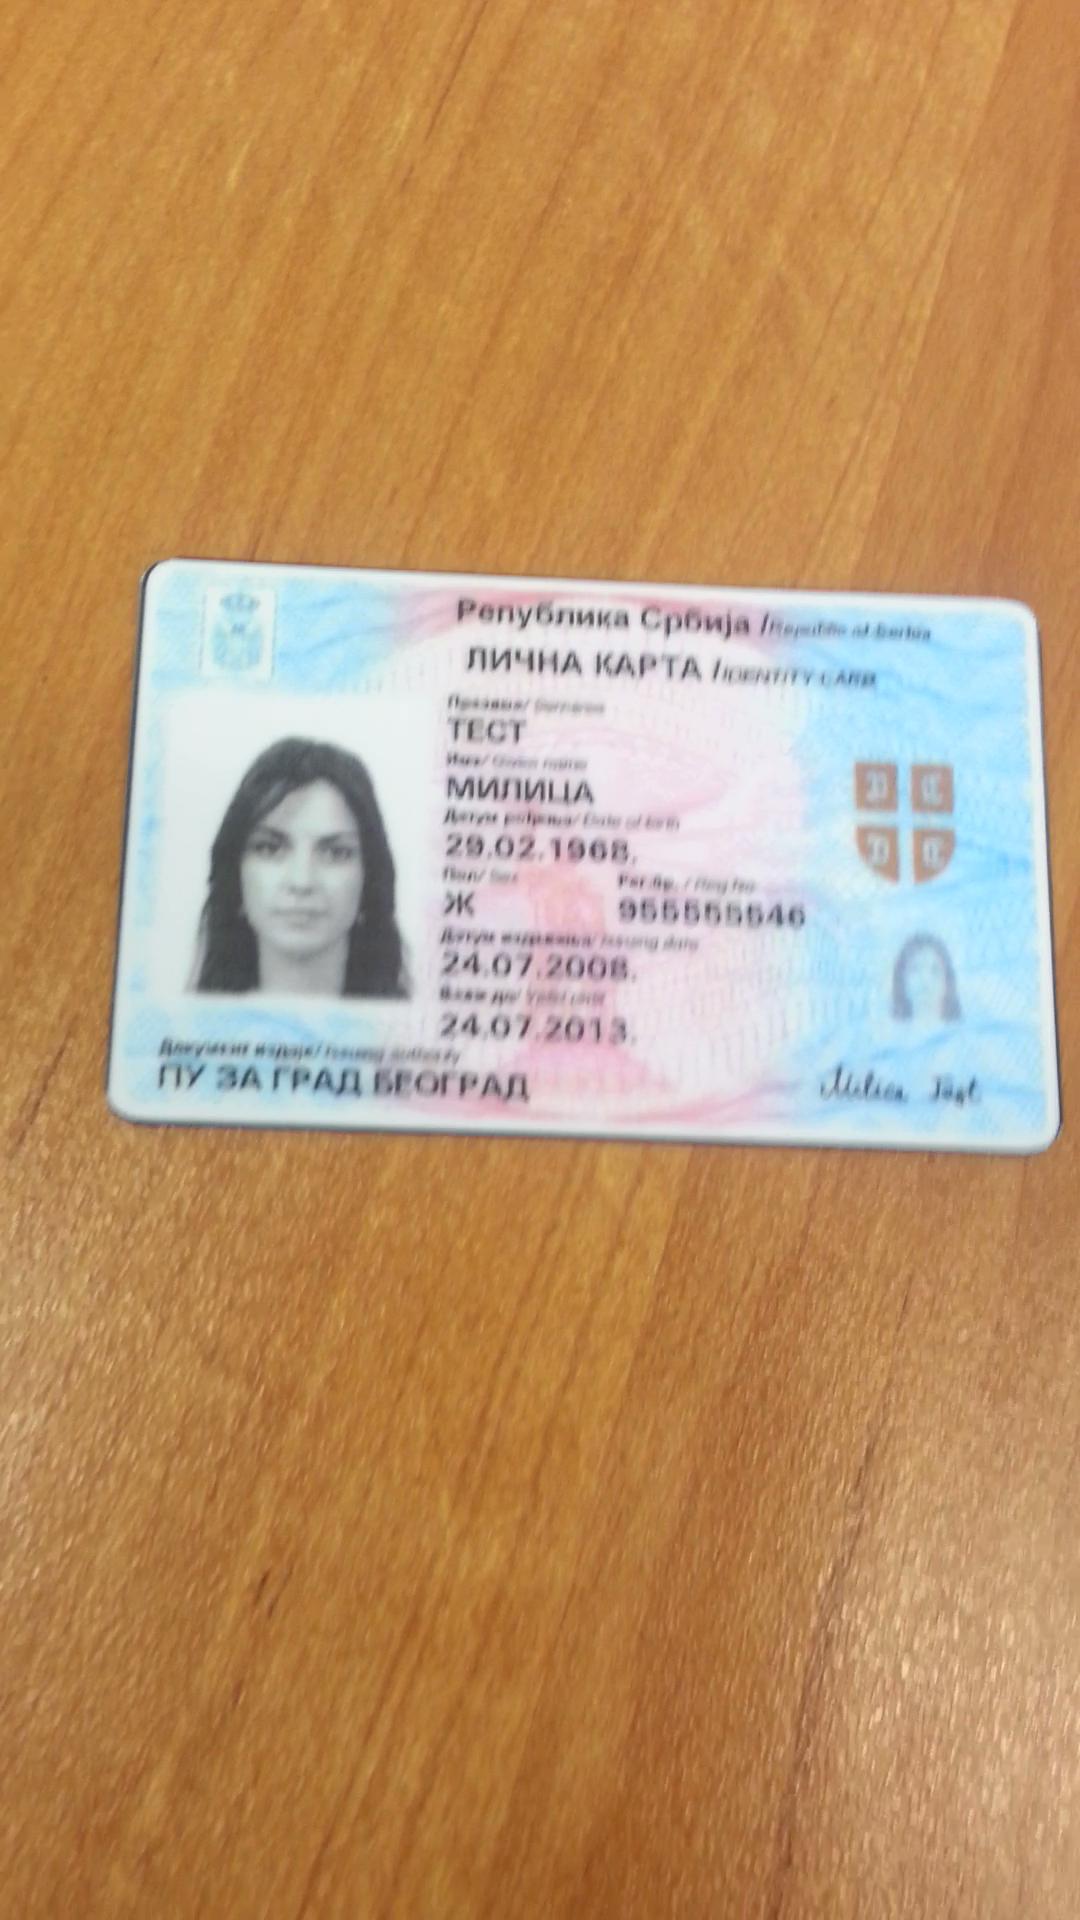 Република Србија /Republic of Serbia
ЛИЧНА КАРТА /IDENTITY CARD
Презиме/ Surname
ТЕСТ
Име/ Given name
МИЛИЦА
Датум рођења/ Date of birth
29.02.1968.
Пол/ Sex Рег.бр. / Reg.No.
Ж 955555546
Датум издавања/ Issuing date
24.07.2008.
Важи до/ Valid until
24.07.2013.
Документ издаје/ Issuing authority
ПУ ЗА ГРАД БЕОГРАД
Milica Test